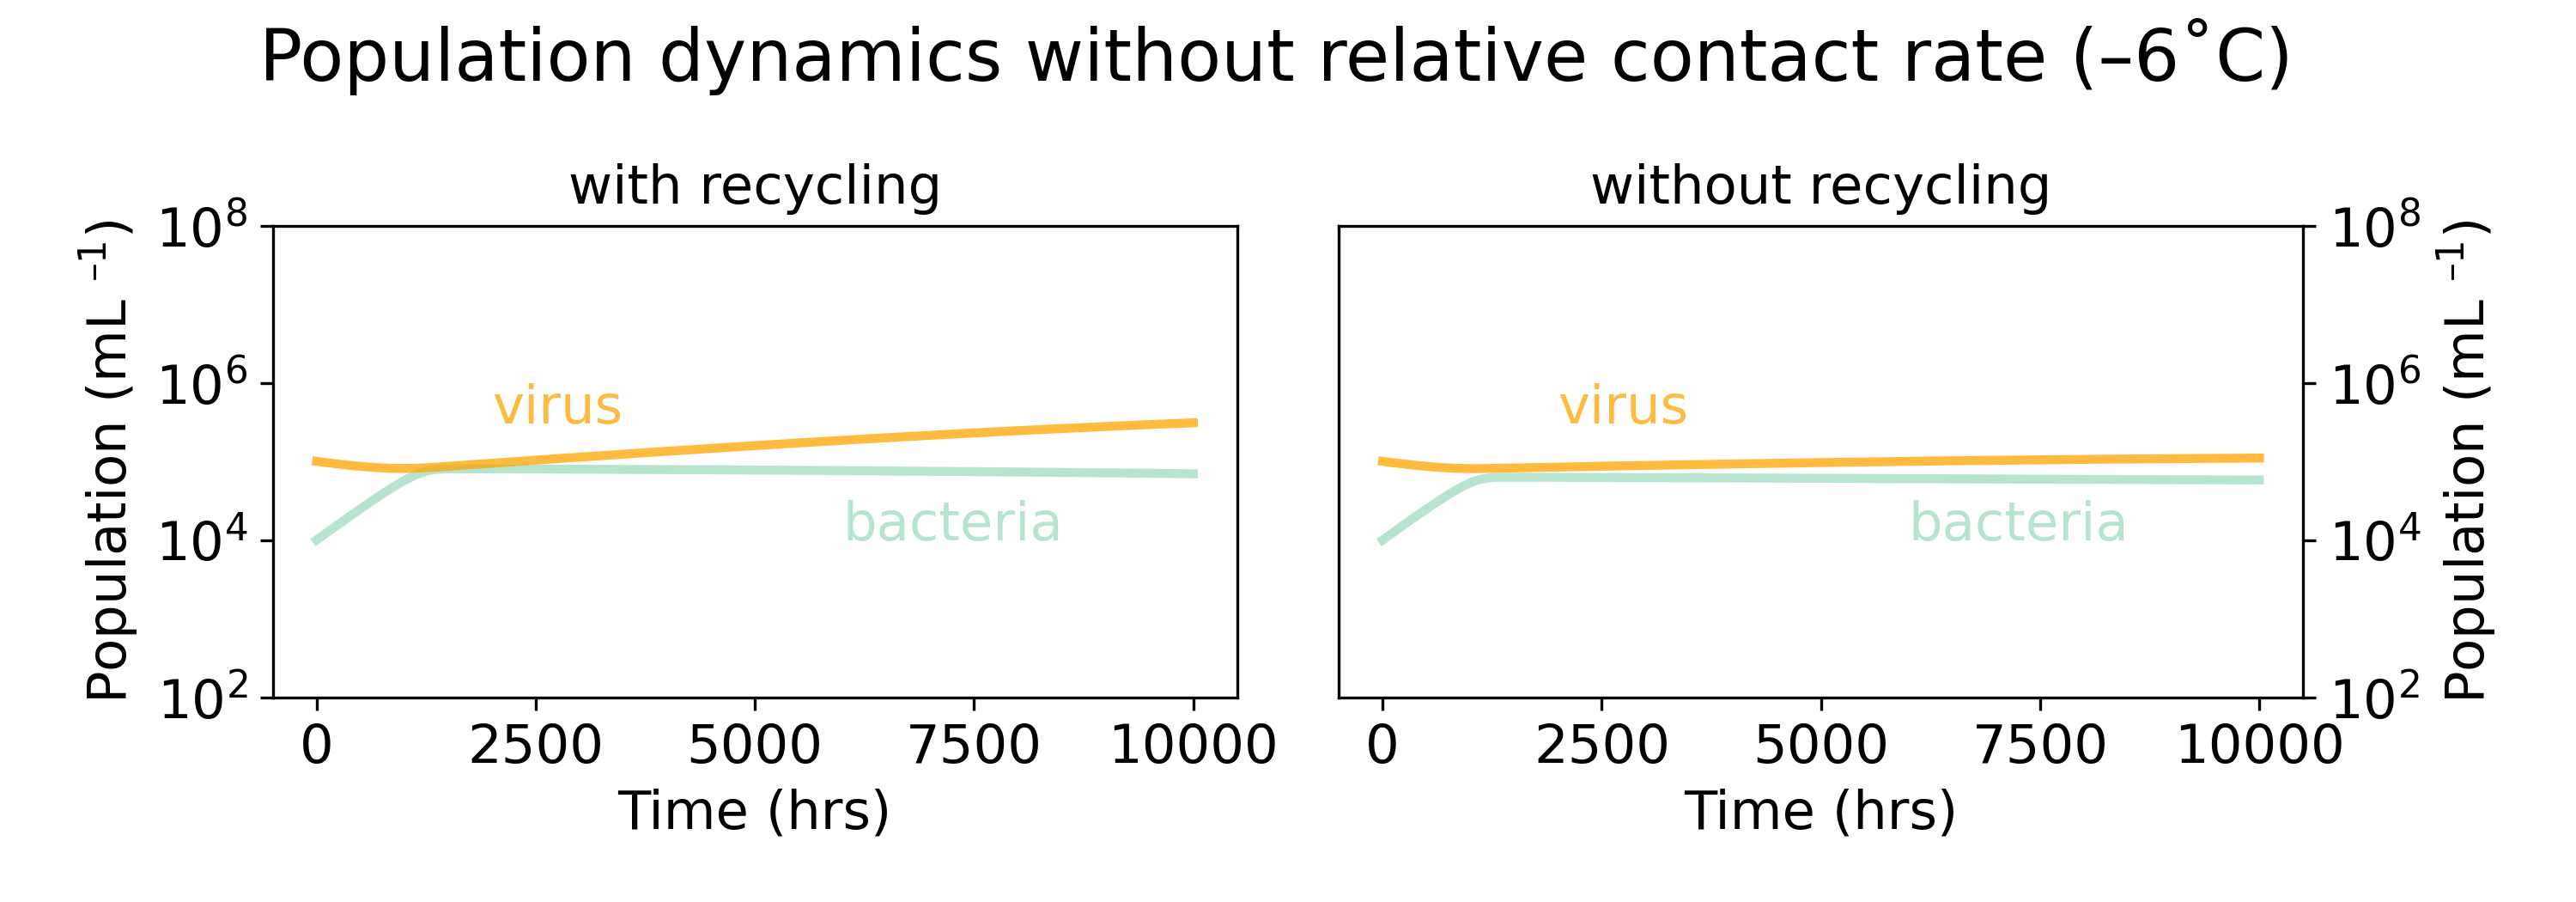 Population dynamics without relative contact rate (–6˚C)
with recycling
without recycling
Population (mL ⁻¹)
10⁸
10⁶
10⁴
10²
virus
bacteria
0 2500 5000 7500 10000
Time (hrs)
virus
bacteria
0 2500 5000 7500 10000
Time (hrs)
10⁸
10⁶
10⁴
10²
Population (mL ⁻¹)